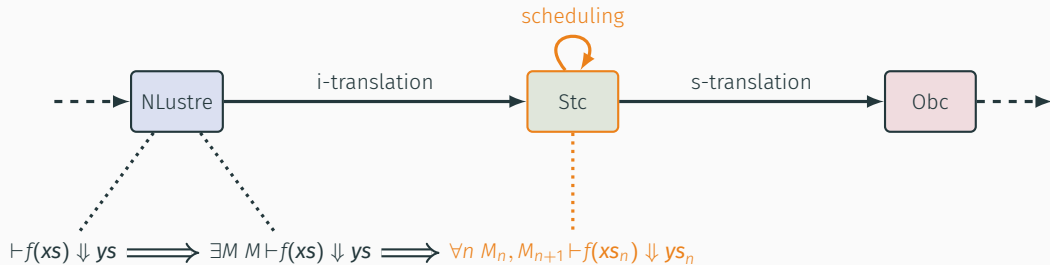 scheduling
NLustre i-translation Stc s-translation Obc
⊢f(xs) ⇓ ys ⟹ ∃M M ⊢f(xs) ⇓ ys ⟹ ∀n Mₙ, Mₙ₊₁ ⊢f(xsₙ) ⇓ ysₙ